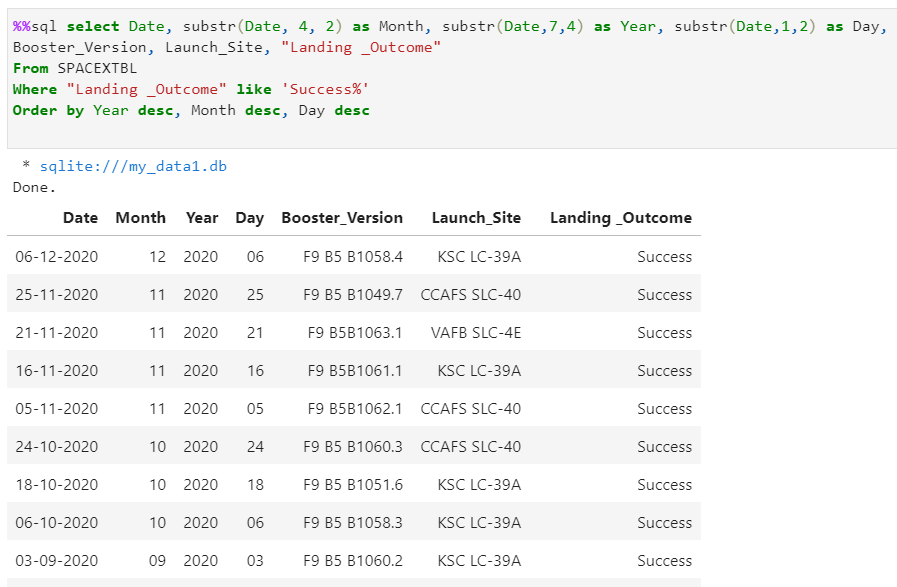 %%sql select Date, substr(Date, 4, 2) as Month, substr(Date,7,4) as Year, substr(Date,1,2) as Day,
Booster_Version, Launch_Site, "Landing _Outcome"
From SPACEXTBL
Where "Landing _Outcome" like 'Success%'
Order by Year desc, Month desc, Day desc
* sqlite:///my_data1.db
Done.
Date Month Year Day Booster_Version Launch_Site Landing _Outcome
06-12-2020 12 2020 06 F9 B5 B1058.4 KSC LC-39A Success
25-11-2020 11 2020 25 F9 B5 B1049.7 CCAFS SLC-40 Success
21-11-2020 11 2020 21 F9 B5B1063.1 VAFB SLC-4E Success
16-11-2020 11 2020 16 F9 B5B1061.1 KSC LC-39A Success
05-11-2020 11 2020 05 F9 B5B1062.1 CCAFS SLC-40 Success
24-10-2020 10 2020 24 F9 B5 B1060.3 CCAFS SLC-40 Success
18-10-2020 10 2020 18 F9 B5 B1051.6 KSC LC-39A Success
06-10-2020 10 2020 06 F9 B5 B1058.3 KSC LC-39A Success
03-09-2020 09 2020 03 F9 B5 B1060.2 KSC LC-39A Success